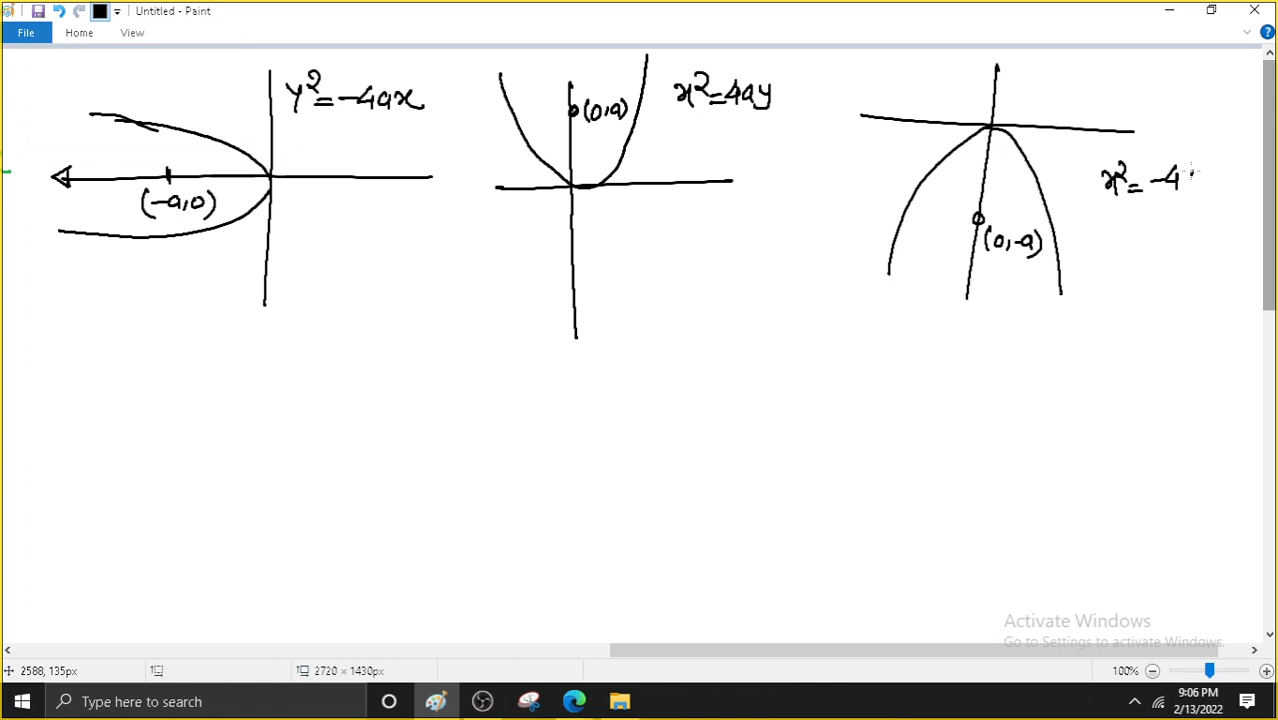 Untitled - Paint
File Home View
y²=-4ax
(-a,0)
x²=4ay
(0,a)
x²= -4
(0,-a)
Activate Windows
Go to Settings to activate Windows.
2588, 135px
2720 × 1430px
100%
Type here to search
9:06 PM
2/13/2022